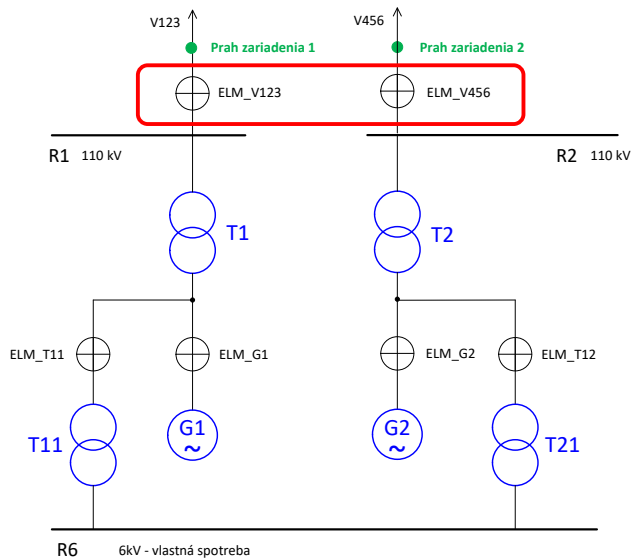 V123
V456
Prah zariadenia 1
Prah zariadenia 2
ELM_V123
ELM_V456
R1 110 kV
R2 110 kV
T1
T2
ELM_T11
ELM_G1
ELM_G2
ELM_T12
T11
G1
~
G2
~
T21
R6 6kV - vlastná spotreba